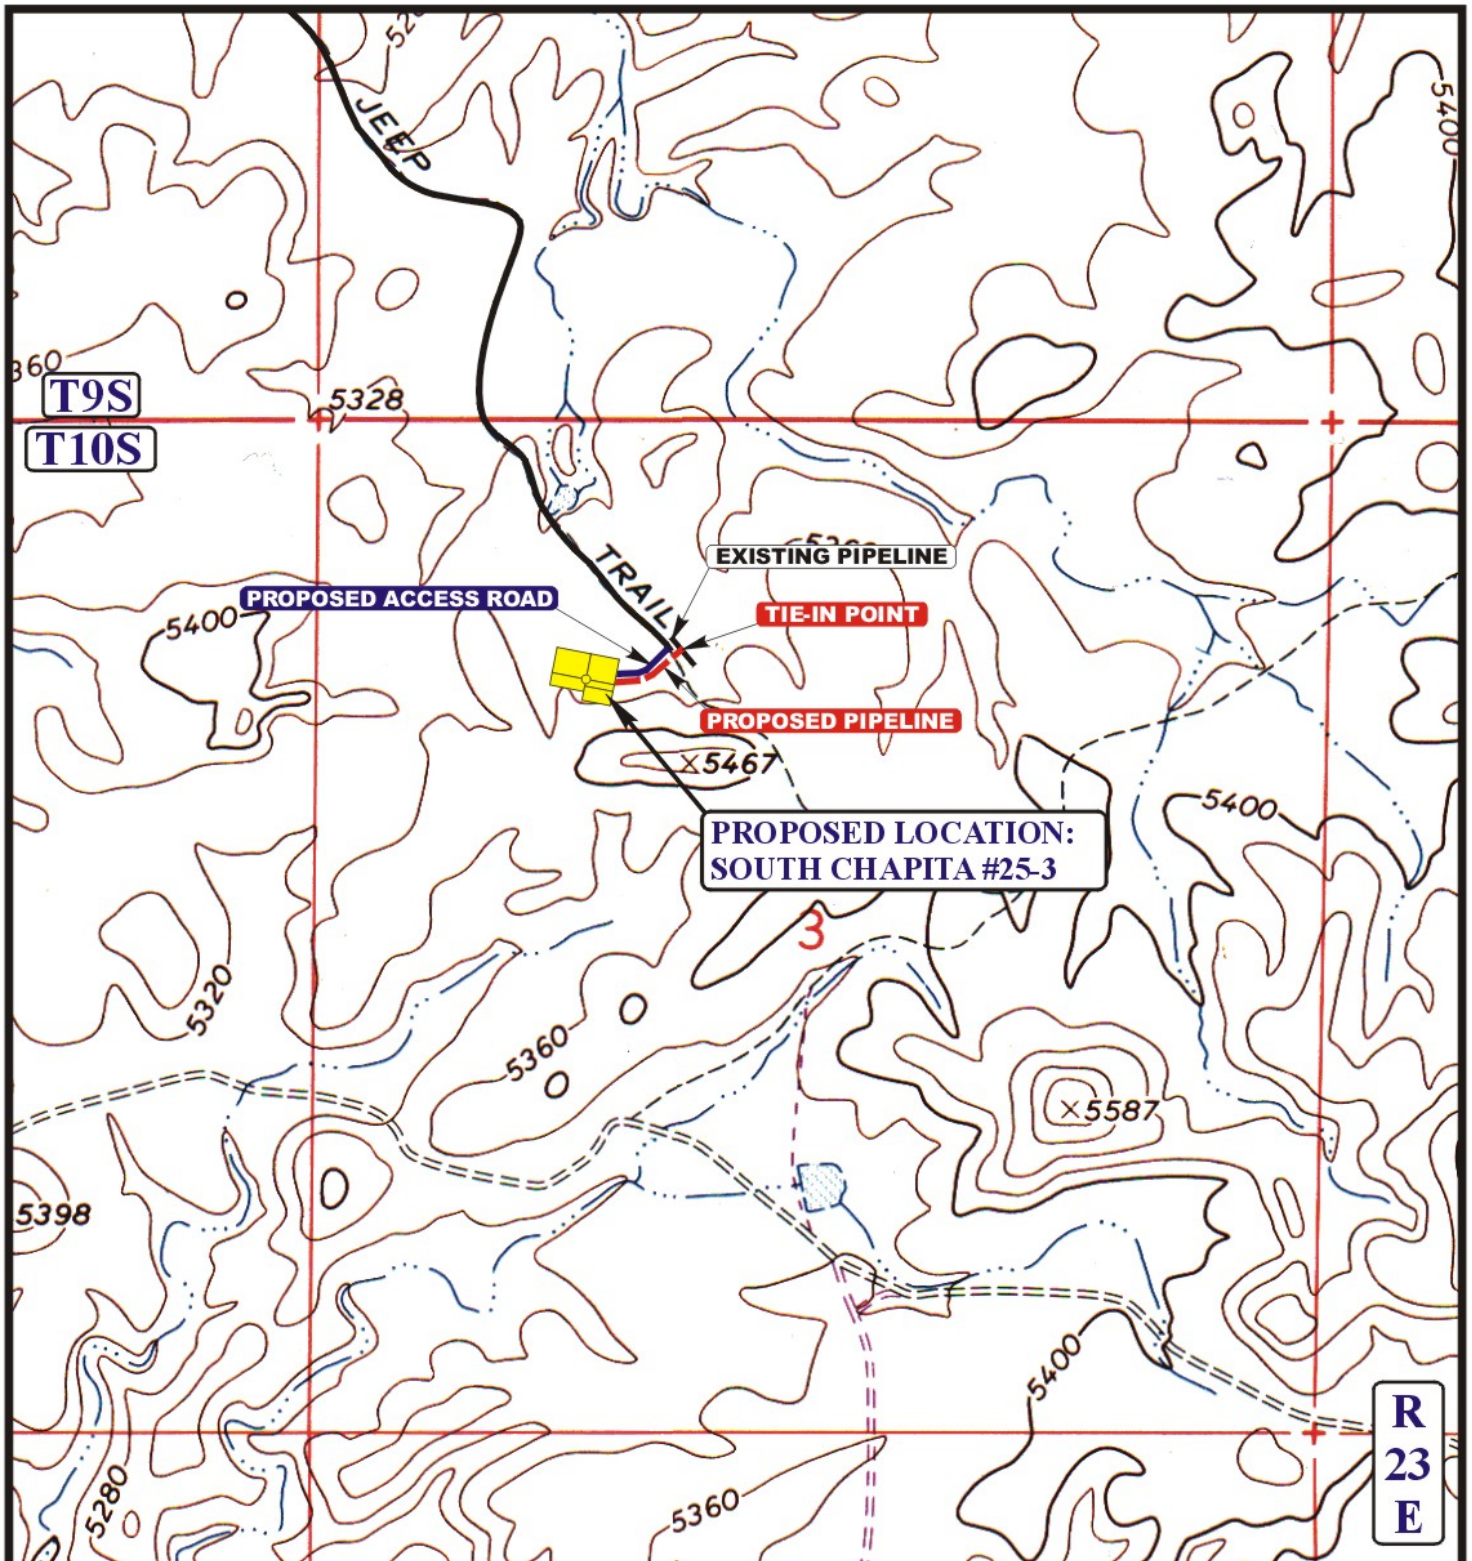 JEEP
5400
360
T9S
5328
T10S
EXISTING PIPELINE
TRAIL
PROPOSED ACCESS ROAD
TIE-IN POINT
5400
PROPOSED PIPELINE
5467
5400
PROPOSED LOCATION:
SOUTH CHAPITA #25-3
3
5320
5360
5587
5398
5400
R
23
E
5280
5360